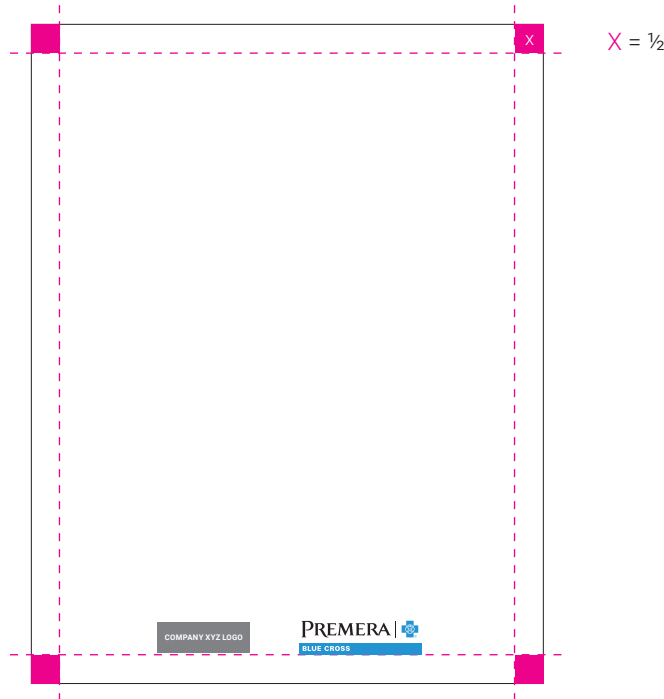 X
X = ½
COMPANY XYZ LOGO
PREMERA
BLUE CROSS